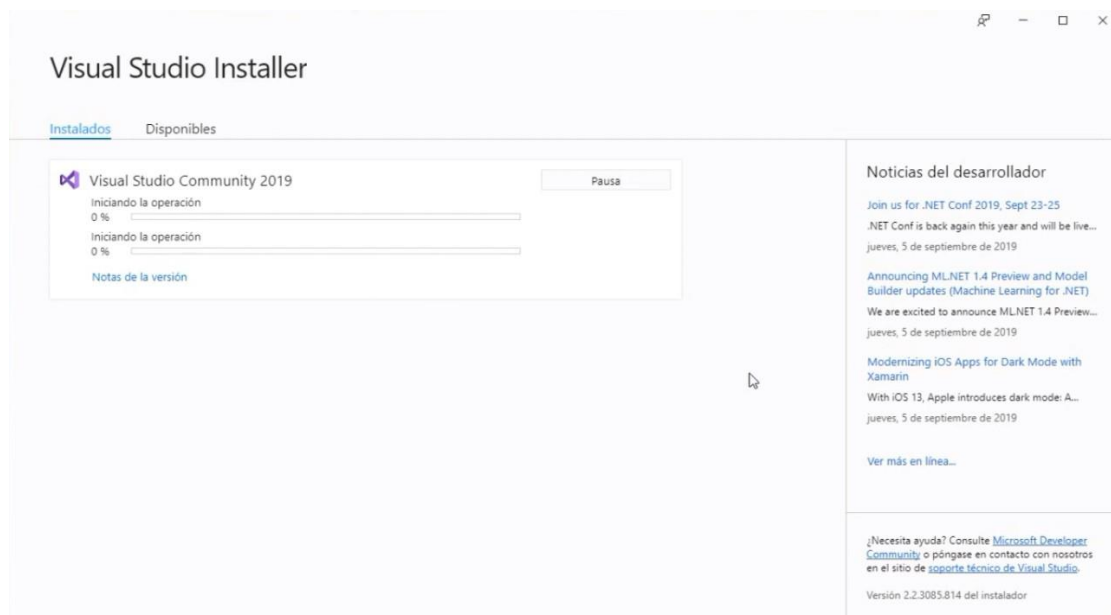 Visual Studio Installer
Instalados
Disponibles
Visual Studio Community 2019
Pausa
Iniciando la operación
0 %
Iniciando la operación
0 %
Notas de la versión
Noticias del desarrollador
Join us for .NET Conf 2019, Sept 23-25
.NET Conf is back again this year and will be live...
jueves, 5 de septiembre de 2019
Announcing ML.NET 1.4 Preview and Model
Builder updates (Machine Learning for .NET)
We are excited to announce ML.NET 1.4 Preview...
jueves, 5 de septiembre de 2019
Modernizing iOS Apps for Dark Mode with
Xamarin
With iOS 13, Apple introduces dark mode: A...
jueves, 5 de septiembre de 2019
Ver más en línea...
¿Necesita ayuda? Consulte Microsoft Developer
Community o póngase en contacto con nosotros
en el sitio de soporte técnico de Visual Studio.
Versión 2.2.3085.814 del instalador